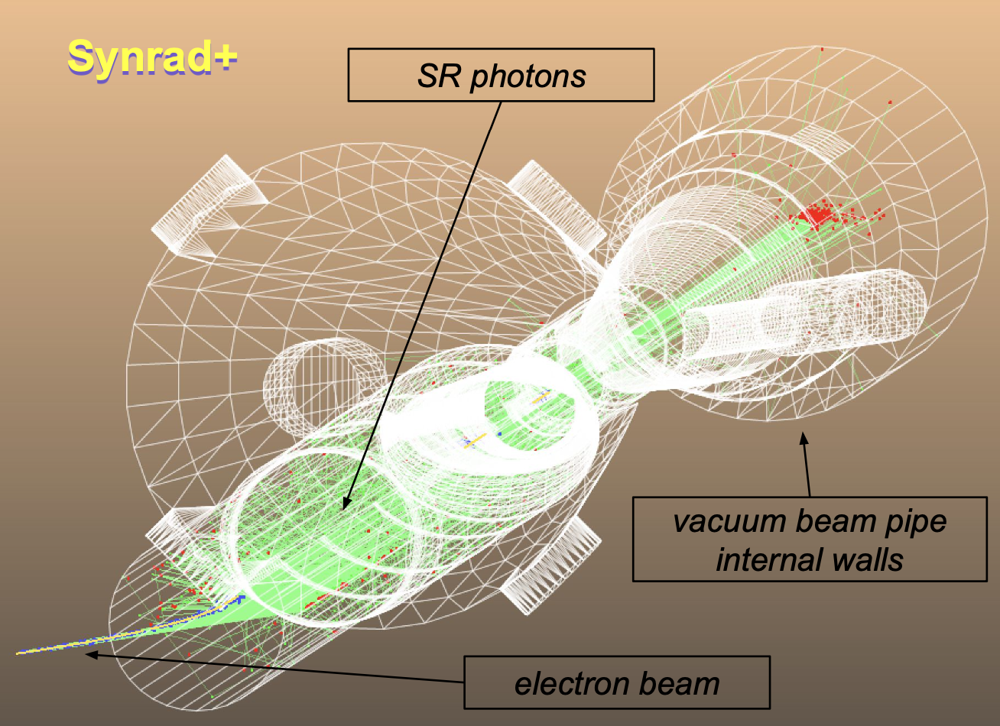 Synrad+
SR photons
vacuum beam pipe
internal walls
electron beam